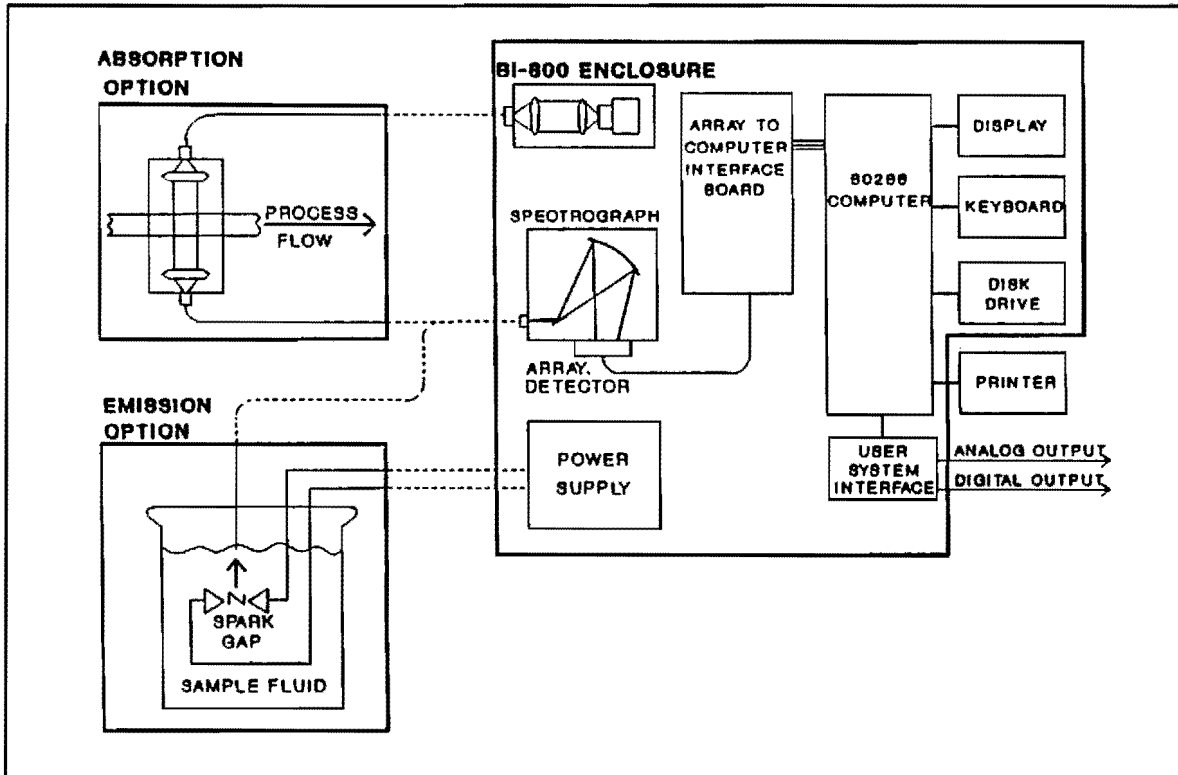 ABSORPTION
OPTION
PROCESS
FLOW
BI-800 ENCLOSURE
SPECTROGRAPH
ARRAY
DETECTOR
ARRAY TO
COMPUTER
INTERFACE
BOARD
80286
COMPUTER
DISPLAY
KEYBOARD
DISK
DRIVE
PRINTER
USER
SYSTEM
INTERFACE
ANALOG OUTPUT
DIGITAL OUTPUT
EMISSION
OPTION
POWER
SUPPLY
SPARK
GAP
SAMPLE FLUID